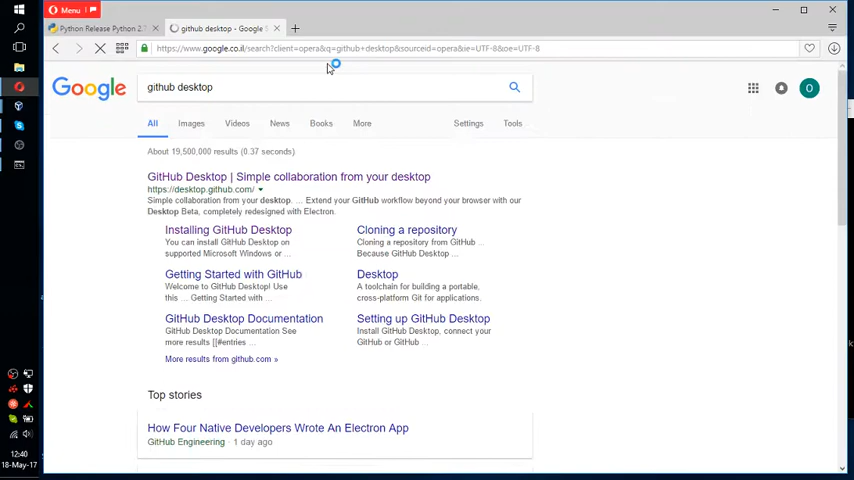 Menu
Python Release Python 2.7
github desktop - Google S
https://www.google.co.il/search?client=opera&q=github+desktop&sourceid=opera&ie=UTF-8&oe=UTF-8
Google
github desktop
O
All Images Videos News Books More Settings Tools
About 19,500,000 results (0.37 seconds)
GitHub Desktop | Simple collaboration from your desktop
https://desktop.github.com/
Simple collaboration from your desktop. ... Extend your GitHub workflow beyond your browser with our
Desktop Beta, completely redesigned with Electron.
Installing GitHub Desktop
You can install GitHub Desktop on
supported Microsoft Windows or ...
Cloning a repository
Cloning a repository from GitHub ...
Because GitHub Desktop ...
Getting Started with GitHub
Welcome to GitHub Desktop! Use
this ... Getting Started with ...
Desktop
A toolchain for building a portable,
cross-platform Git for applications.
GitHub Desktop Documentation
GitHub Desktop Documentation See
more results [[#entries ...
Setting up GitHub Desktop
Install GitHub Desktop, connect your
GitHub or GitHub ...
More results from github.com »
Top stories
How Four Native Developers Wrote An Electron App
GitHub Engineering · 1 day ago
12:40
18-May-17